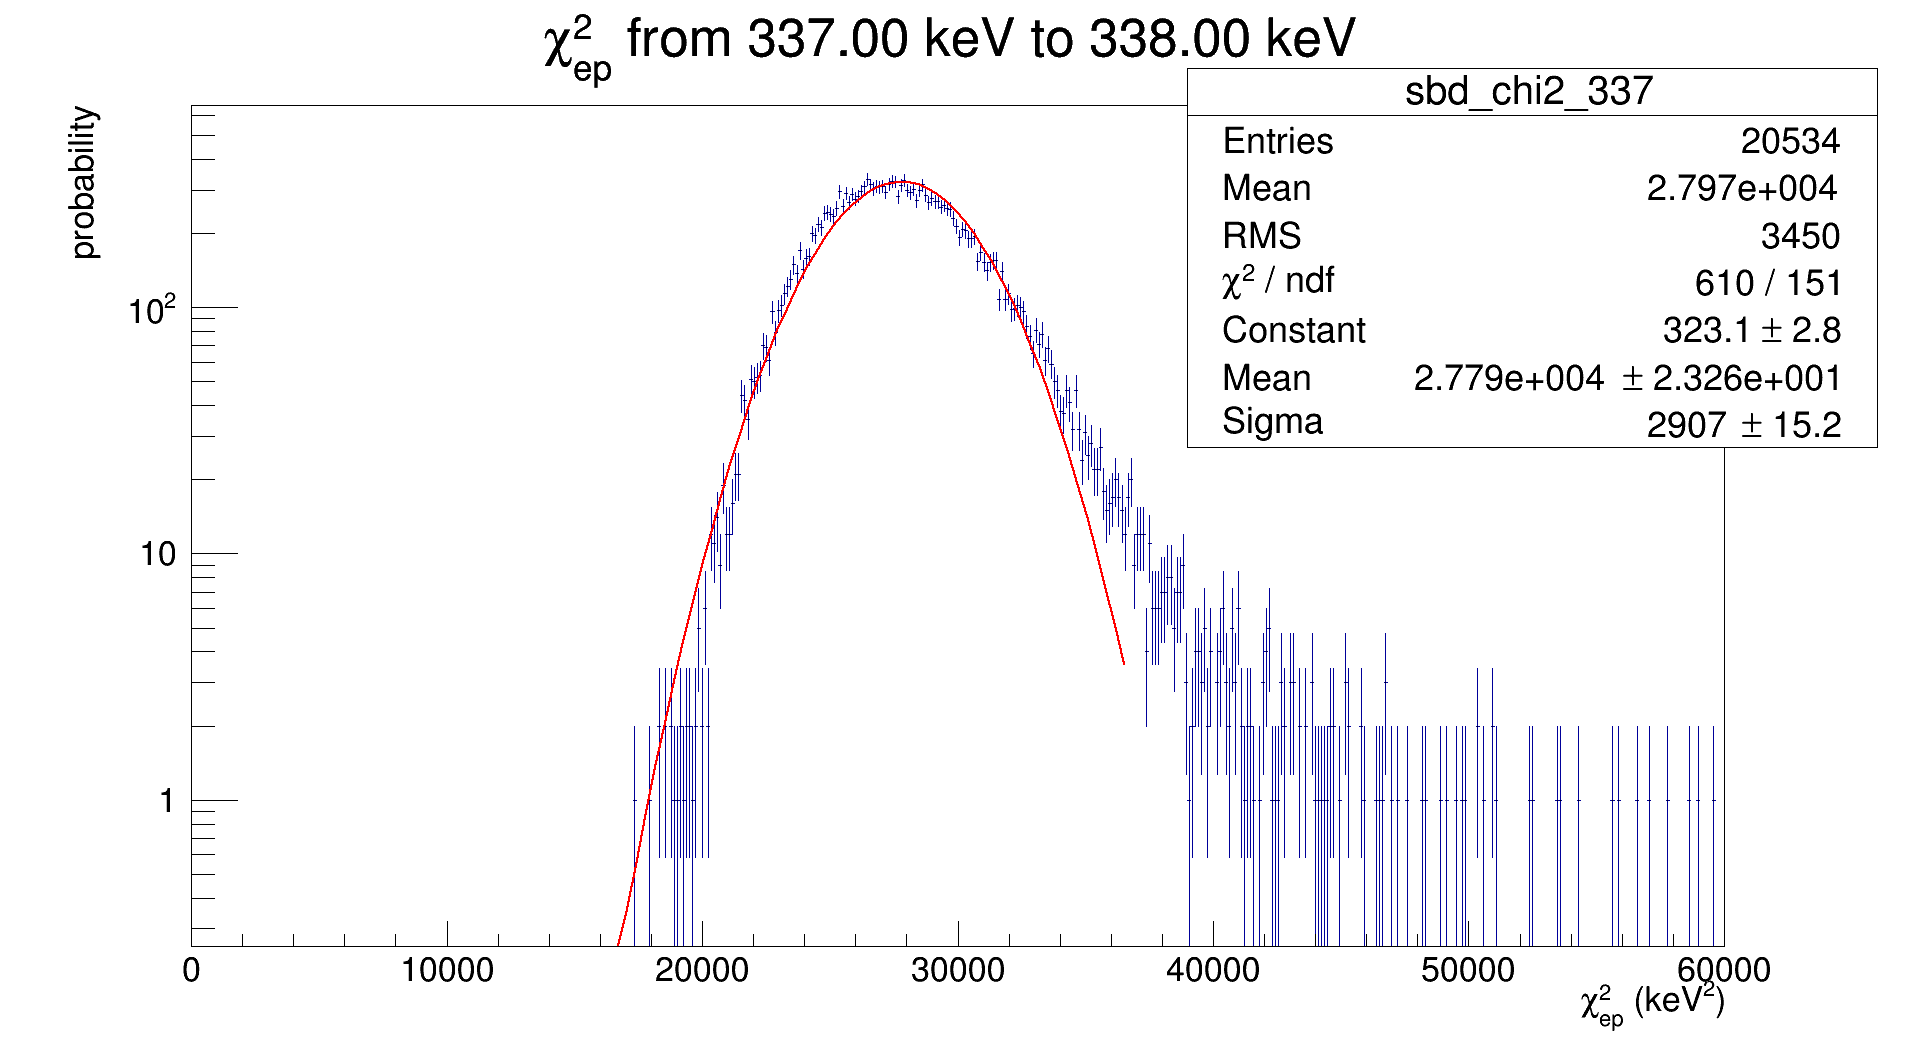 χ²ep from 337.00 keV to 338.00 keV
sbd_chi2_337
Entries 20534
Mean 2.797e+004
RMS 3450
χ² / ndf 610 / 151
Constant 323.1 ± 2.8
Mean 2.779e+004 ± 2.326e+001
Sigma 2907 ± 15.2
probability
10²
10
1
0 10000 20000 30000 40000 50000 60000
χ²ep (keV²)